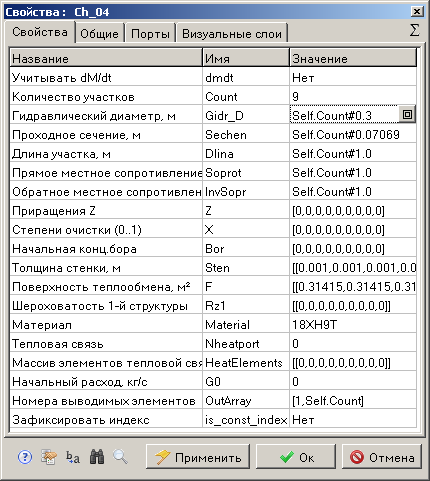 Свойства: Ch_04
Свойства Общие Порты Визуальные слои Σ
Название Имя Значение
Учитывать dM/dt dmdt Нет
Количество участков Count 9
Гидравлический диаметр, м Gidr_D Self.Count#0.3
Проходное сечение, м Sechen Self.Count#0.07069
Длина участка, м Dlina Self.Count#1.0
Прямое местное сопротивление Soprot Self.Count#1.0
Обратное местное сопротивлен InvSopr Self.Count#1.0
Приращения Z Z [0,0,0,0,0,0,0,0,0]
Степени очистки (0..1) X [0,0,0,0,0,0,0,0,0]
Начальная конц.бора Bor [0,0,0,0,0,0,0,0,0]
Толщина стенки, м Sten [[0.001,0.001,0.001,0.0
Поверхность теплообмена, м² F [[0.31415,0.31415,0.31
Шероховатость 1-й структуры Rz1 [[0,0,0,0,0,0,0,0,0]]
Материал Material 18XH9T
Тепловая связь Nheatport 0
Массив элементов тепловой свя HeatElements [[0,0,0,0,0,0,0,0,0]]
Начальный расход, кг/с G0 0
Номера выводимых элементов OutArray [1,Self.Count]
Зафиксировать индекс is_const_index Нет
Применить Ок Отмена